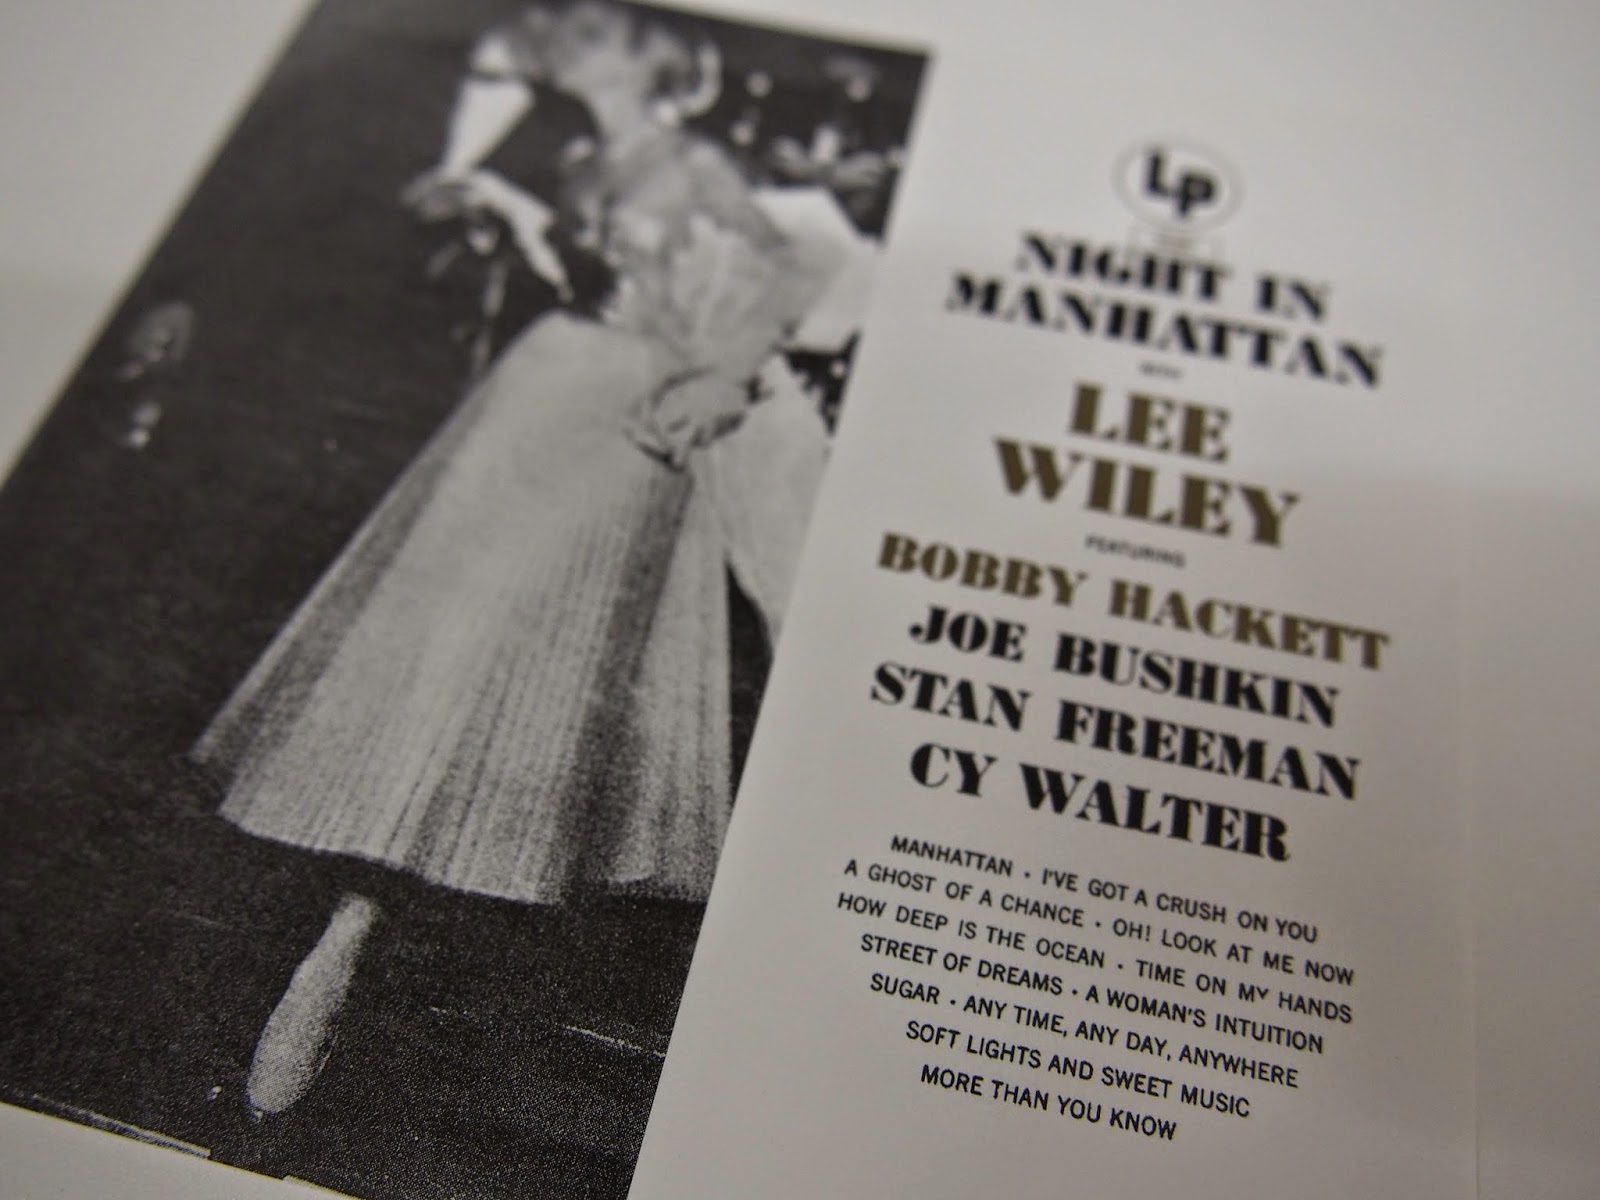 Lp
NIGHT IN
MANHATTAN
WITH
LEE
WILEY
FEATURING
BOBBY HACKETT
JOE BUSHKIN
STAN FREEMAN
CY WALTER
MANHATTAN · I'VE GOT A CRUSH ON YOU
A GHOST OF A CHANCE · OH! LOOK AT ME NOW
HOW DEEP IS THE OCEAN · TIME ON MY HANDS
STREET OF DREAMS · A WOMAN'S INTUITION
SUGAR · ANY TIME, ANY DAY, ANYWHERE
SOFT LIGHTS AND SWEET MUSIC
MORE THAN YOU KNOW